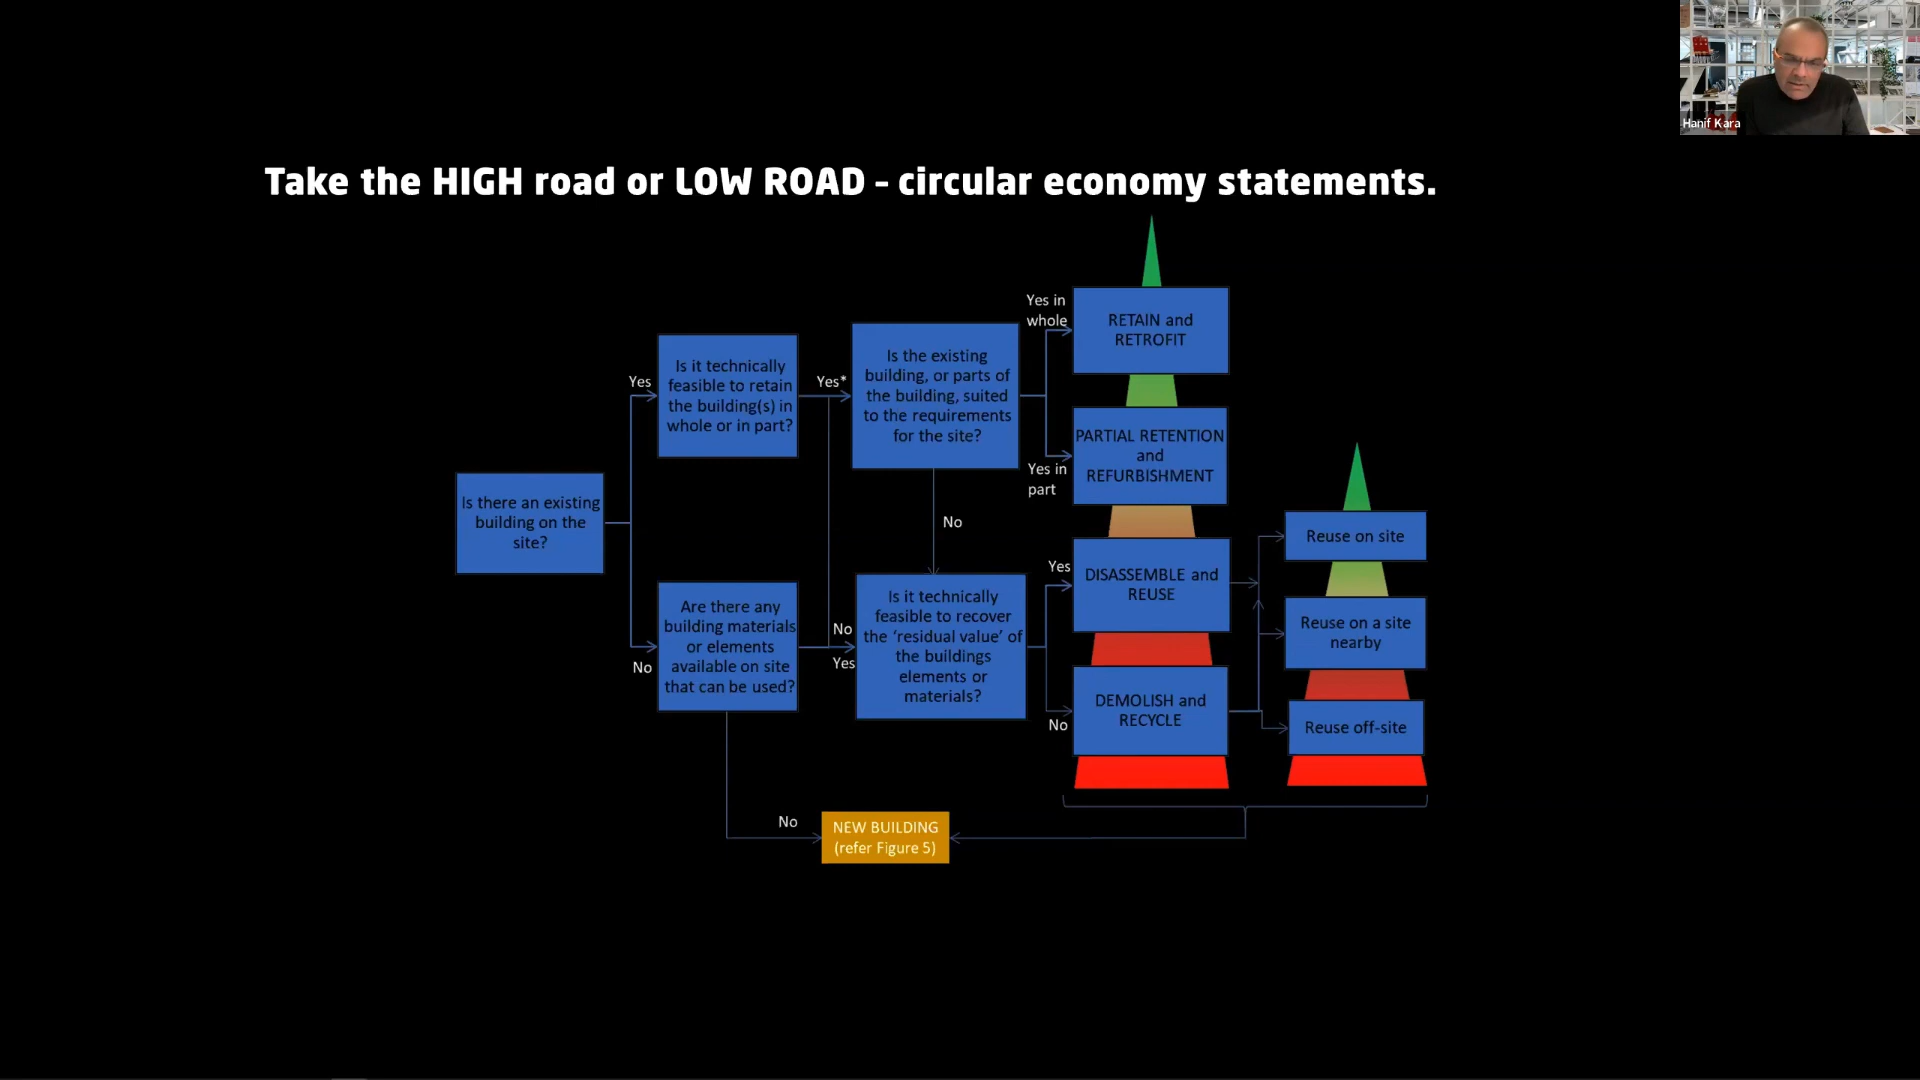 Hanif Kara
Take the HIGH road or LOW ROAD - circular economy statements.
Is there an existing
building on the
site?
Yes
No
Is it technically
feasible to retain
the building(s) in
whole or in part?
Yes*
Are there any
building materials
or elements
available on site
that can be used?
No
Yes
Is the existing
building, or parts of
the building, suited
to the requirements
for the site?
No
Is it technically
feasible to recover
the ‘residual value’ of
the buildings
elements or
materials?
Yes in
whole
Yes in
part
Yes
No
RETAIN and
RETROFIT
PARTIAL RETENTION
and
REFURBISHMENT
DISASSEMBLE and
REUSE
DEMOLISH and
RECYCLE
Reuse on site
Reuse on a site
nearby
Reuse off-site
No
NEW BUILDING
(refer Figure 5)